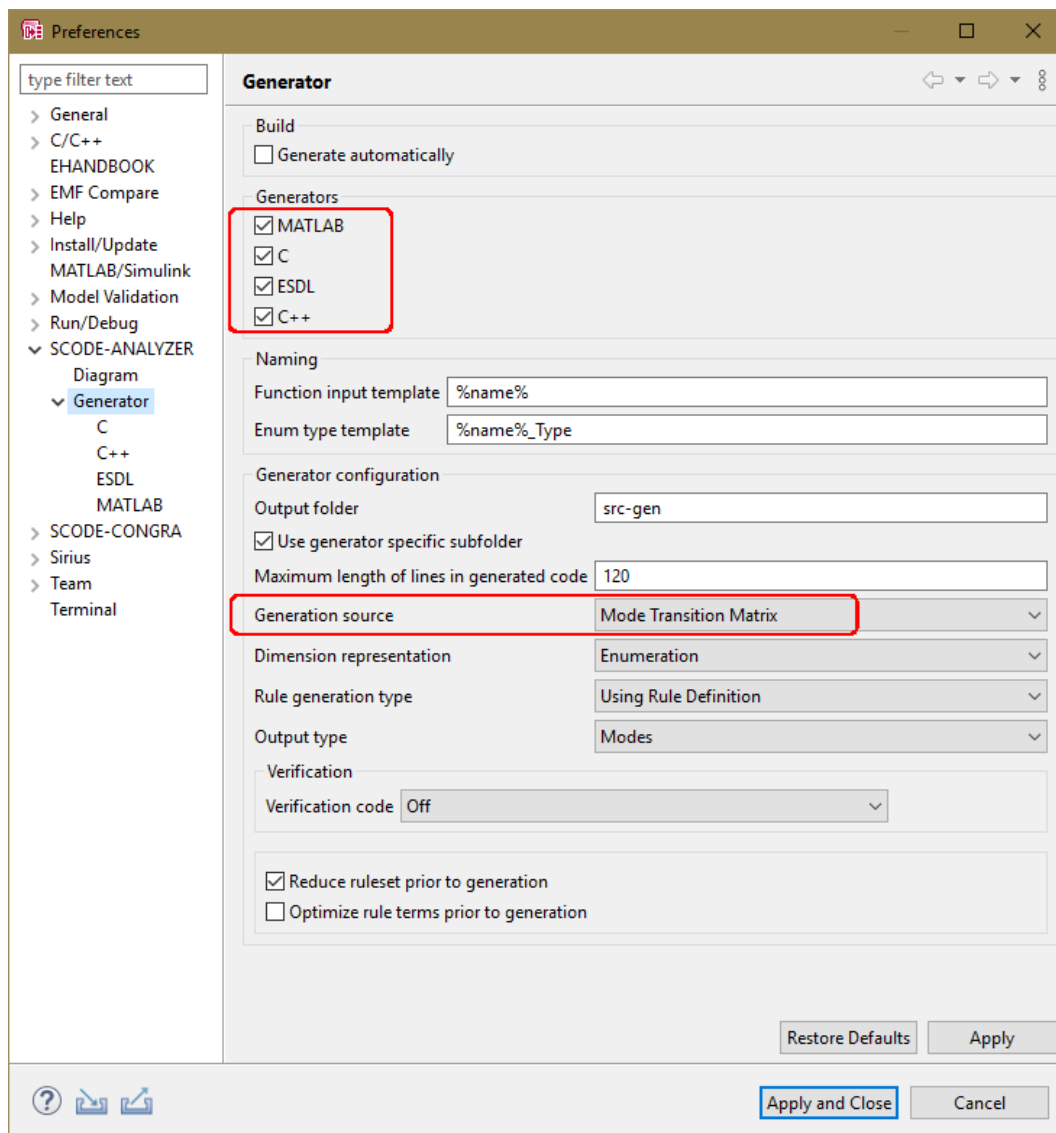 Preferences
type filter text
General
C/C++
EHANDBOOK
EMF Compare
Help
Install/Update
MATLAB/Simulink
Model Validation
Run/Debug
SCODE-ANALYZER
Diagram
Generator
C
C++
ESDL
MATLAB
SCODE-CONGRA
Sirius
Team
Terminal
Generator
Build
Generate automatically
Generators
MATLAB
C
ESDL
C++
Naming
Function input template %name%
Enum type template %name%_Type
Generator configuration
Output folder src-gen
Use generator specific subfolder
Maximum length of lines in generated code 120
Generation source Mode Transition Matrix
Dimension representation Enumeration
Rule generation type Using Rule Definition
Output type Modes
Verification
Verification code Off
Reduce ruleset prior to generation
Optimize rule terms prior to generation
Restore Defaults Apply
? Apply and Close Cancel